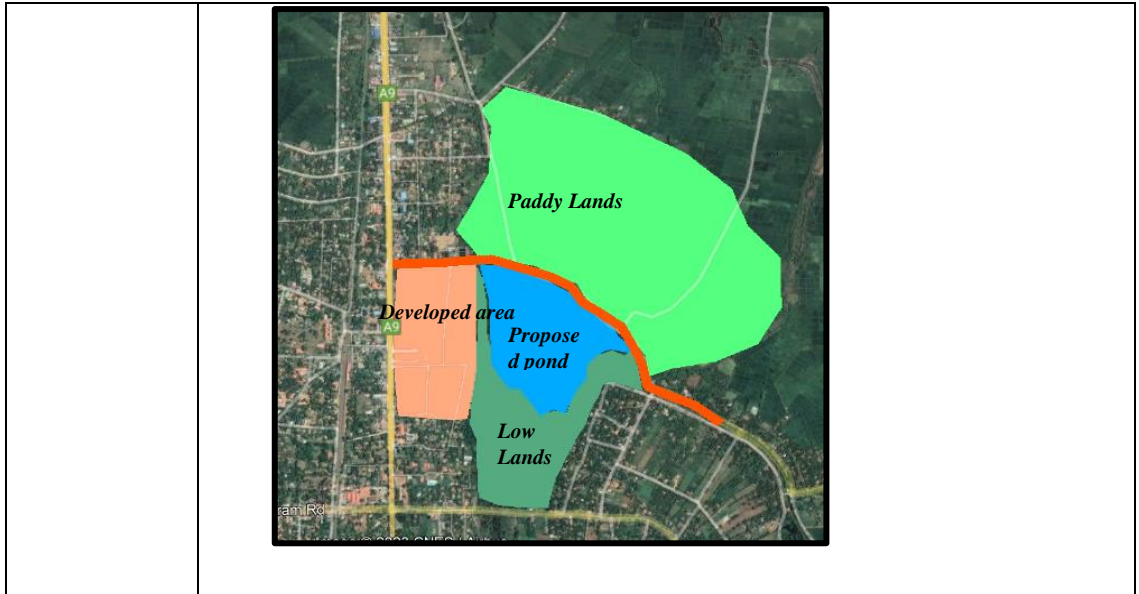 A9
Paddy Lands
Developed area
A9
Propose
d pond
Low
Lands
ram Rd